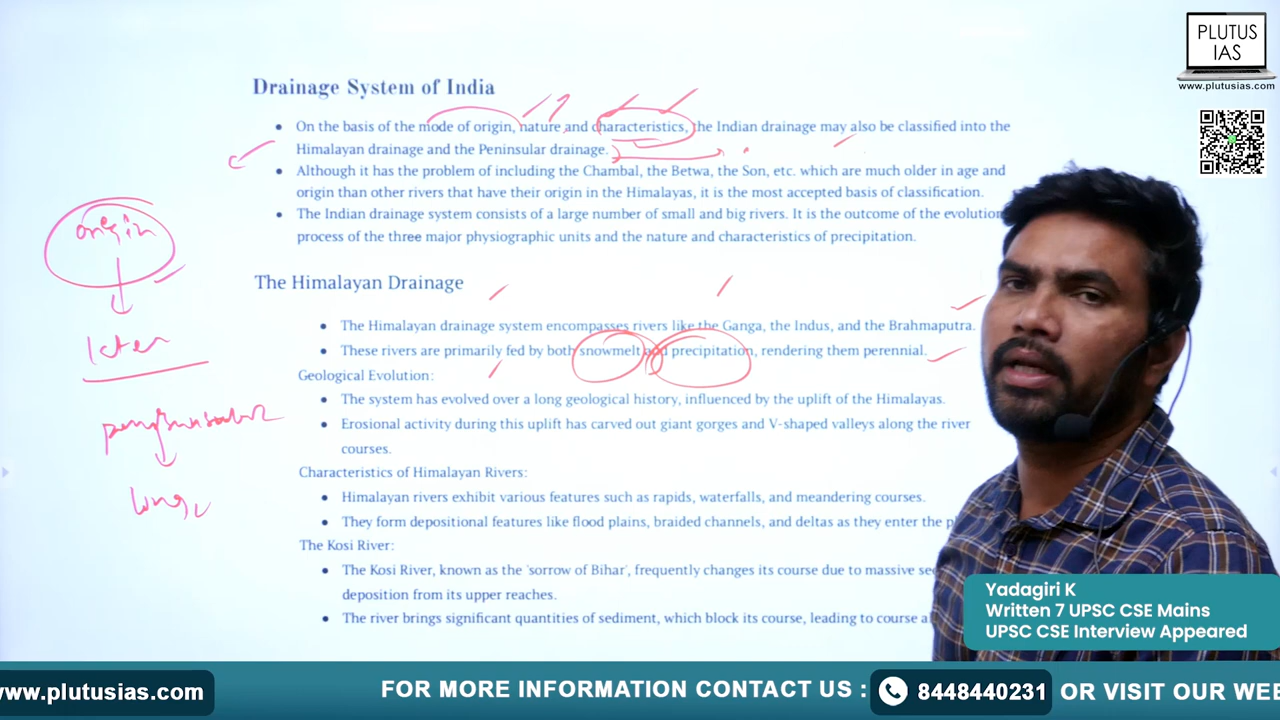 PLUTUS
IAS
www.plutusias.com
Drainage System of India
• On the basis of the mode of origin, nature and characteristics, the Indian drainage may also be classified into the
Himalayan drainage and the Peninsular drainage.
• Although it has the problem of including the Chambal, the Betwa, the Son, etc. which are much older in age and
origin than other rivers that have their origin in the Himalayas, it is the most accepted basis of classification.
• The Indian drainage system consists of a large number of small and big rivers. It is the outcome of the evolution
process of the three major physiographic units and the nature and characteristics of precipitation.
origin
later
The Himalayan Drainage
• The Himalayan drainage system encompasses rivers like the Ganga, the Indus, and the Brahmaputra.
• These rivers are primarily fed by both snowmelt and precipitation, rendering them perennial.
Geological Evolution:
• The system has evolved over a long geological history, influenced by the uplift of the Himalayas.
• Erosional activity during this uplift has carved out giant gorges and V-shaped valleys along the river
courses.
Characteristics of Himalayan Rivers:
• Himalayan rivers exhibit various features such as rapids, waterfalls, and meandering courses.
• They form depositional features like flood plains, braided channels, and deltas as they enter the
The Kosi River:
• The Kosi River, known as the 'sorrow of Bihar', frequently changes its course due to massive
deposition from its upper reaches.
• The river brings significant quantities of sediment, which block its course, leading to course
Yadagiri K
Written 7 UPSC CSE Mains
UPSC CSE Interview Appeared
www.plutusias.com
FOR MORE INFORMATION CONTACT US :
8448440231
OR VISIT OUR